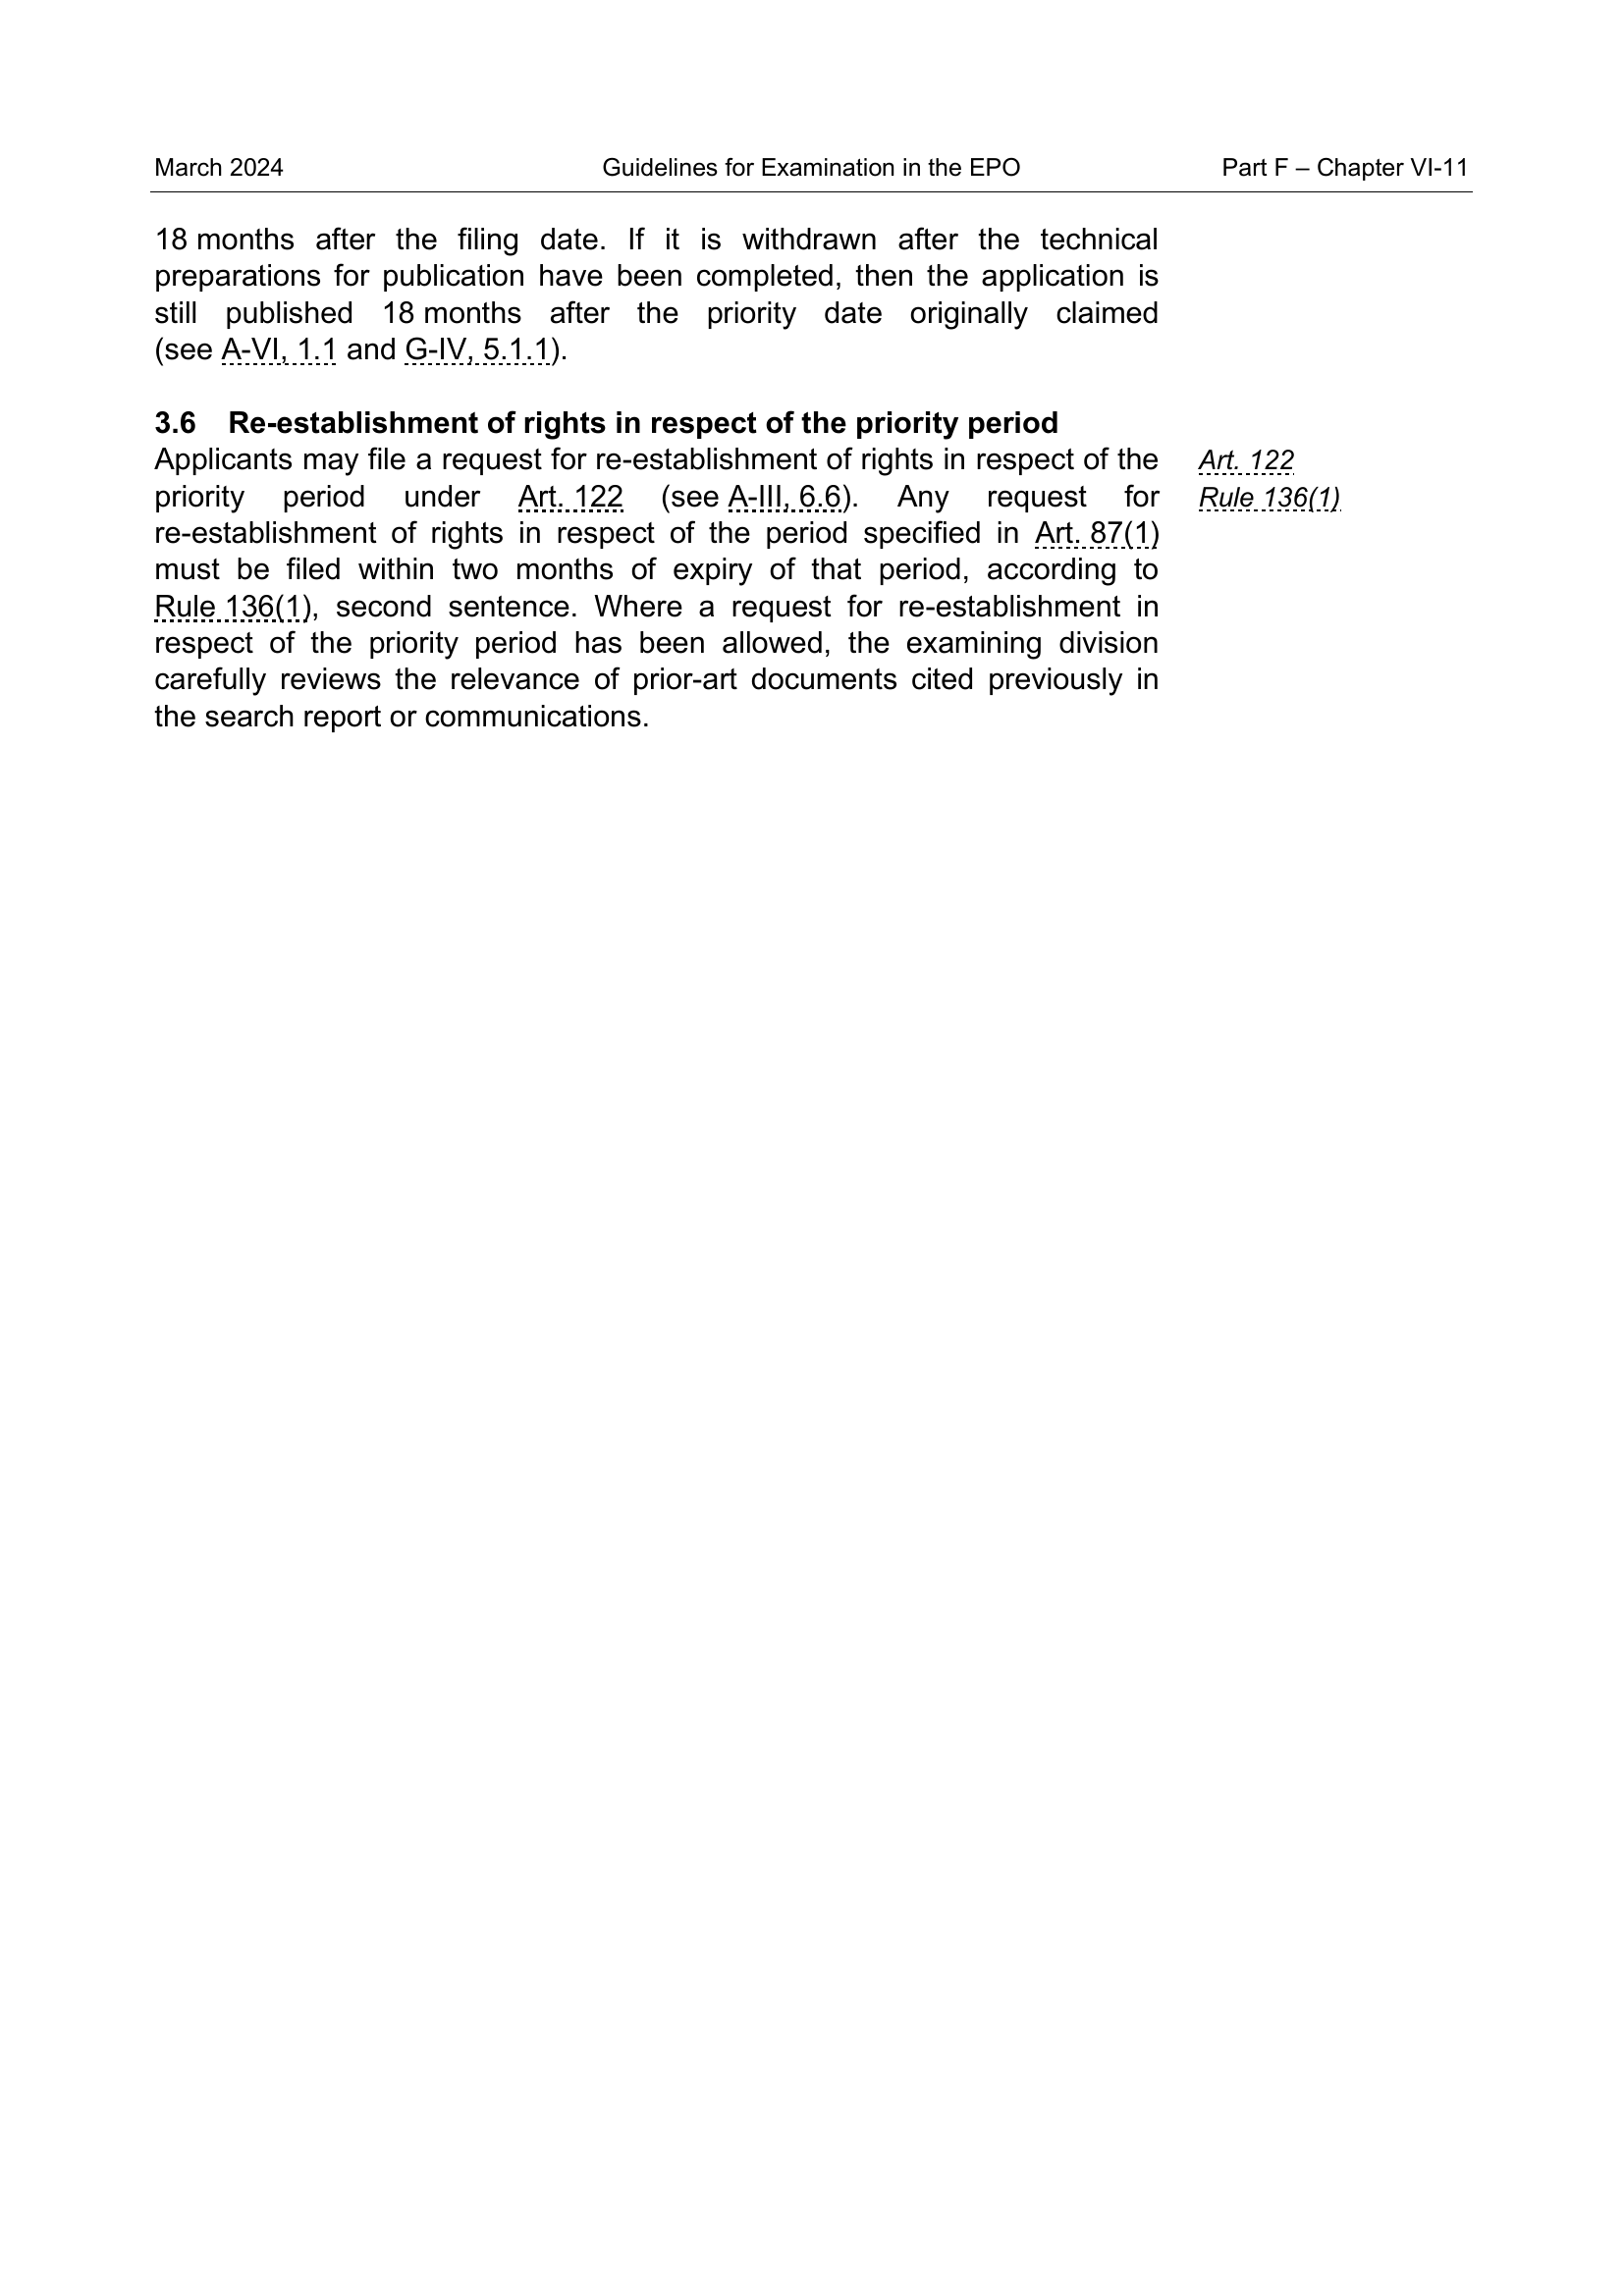 March 2024 Guidelines for Examination in the EPO Part F – Chapter VI-11
18 months after the filing date. If it is withdrawn after the technical
preparations for publication have been completed, then the application is
still published 18 months after the priority date originally claimed
(see A-VI, 1.1 and G-IV, 5.1.1).
3.6 Re-establishment of rights in respect of the priority period
Applicants may file a request for re-establishment of rights in respect of the
priority period under Art. 122 (see A-III, 6.6). Any request for
re-establishment of rights in respect of the period specified in Art. 87(1)
must be filed within two months of expiry of that period, according to
Rule 136(1), second sentence. Where a request for re-establishment in
respect of the priority period has been allowed, the examining division
carefully reviews the relevance of prior-art documents cited previously in
the search report or communications.
Art. 122
Rule 136(1)